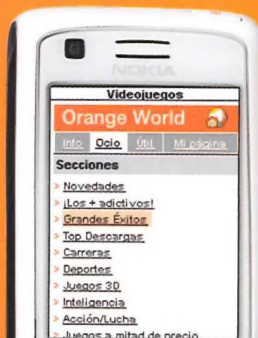 NOKIA
Videojuegos
Orange World
Info Ocio Útil Mi página
Secciones
> Novedades
> ¡Los + adictivos!
> Grandes Éxitos
> Top Descargas
> Carreras
> Deportes
> Juegos 3D
> Inteligencia
> Acción/Lucha
> Juegos a mitad de precio